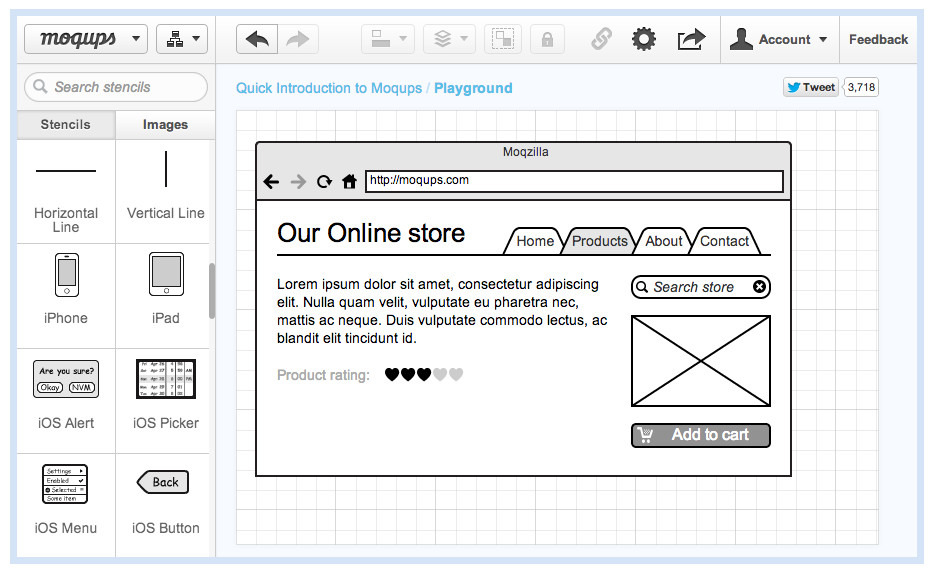 moqups
Account
Feedback
Search stencils
Quick Introduction to Moqups / Playground
Tweet
3,718
Stencils
Images
Horizontal
Line
Vertical Line
iPhone
iPad
Are you sure?
Okay
NVM
iOS Alert
iOS Picker
Settings
Enabled
Selected
Some item
iOS Menu
Back
iOS Button
Moqzilla
http://moqups.com
Our Online store
Home
Products
About
Contact
Lorem ipsum dolor sit amet, consectetur adipiscing
elit. Nulla quam velit, vulputate eu pharetra nec,
mattis ac neque. Duis vulputate commodo lectus, ac
blandit elit tincidunt id.
Search store
Product rating:
Add to cart